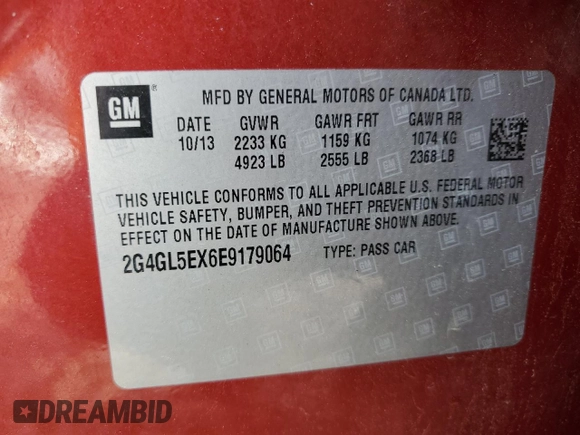 GM
MFD BY GENERAL MOTORS OF CANADA LTD.
DATE GVWR GAWR FRT GAWR RR
10/13 2233 KG 1159 KG 1074 KG
4923 LB 2555 LB 2368 LB
THIS VEHICLE CONFORMS TO ALL APPLICABLE U.S. FEDERAL MOTOR
VEHICLE SAFETY, BUMPER, AND THEFT PREVENTION STANDARDS IN EFFECT
ON THE DATE OF MANUFACTURE SHOWN ABOVE.
2G4GL5EX6E9179064 TYPE: PASS CAR
DREAMBID